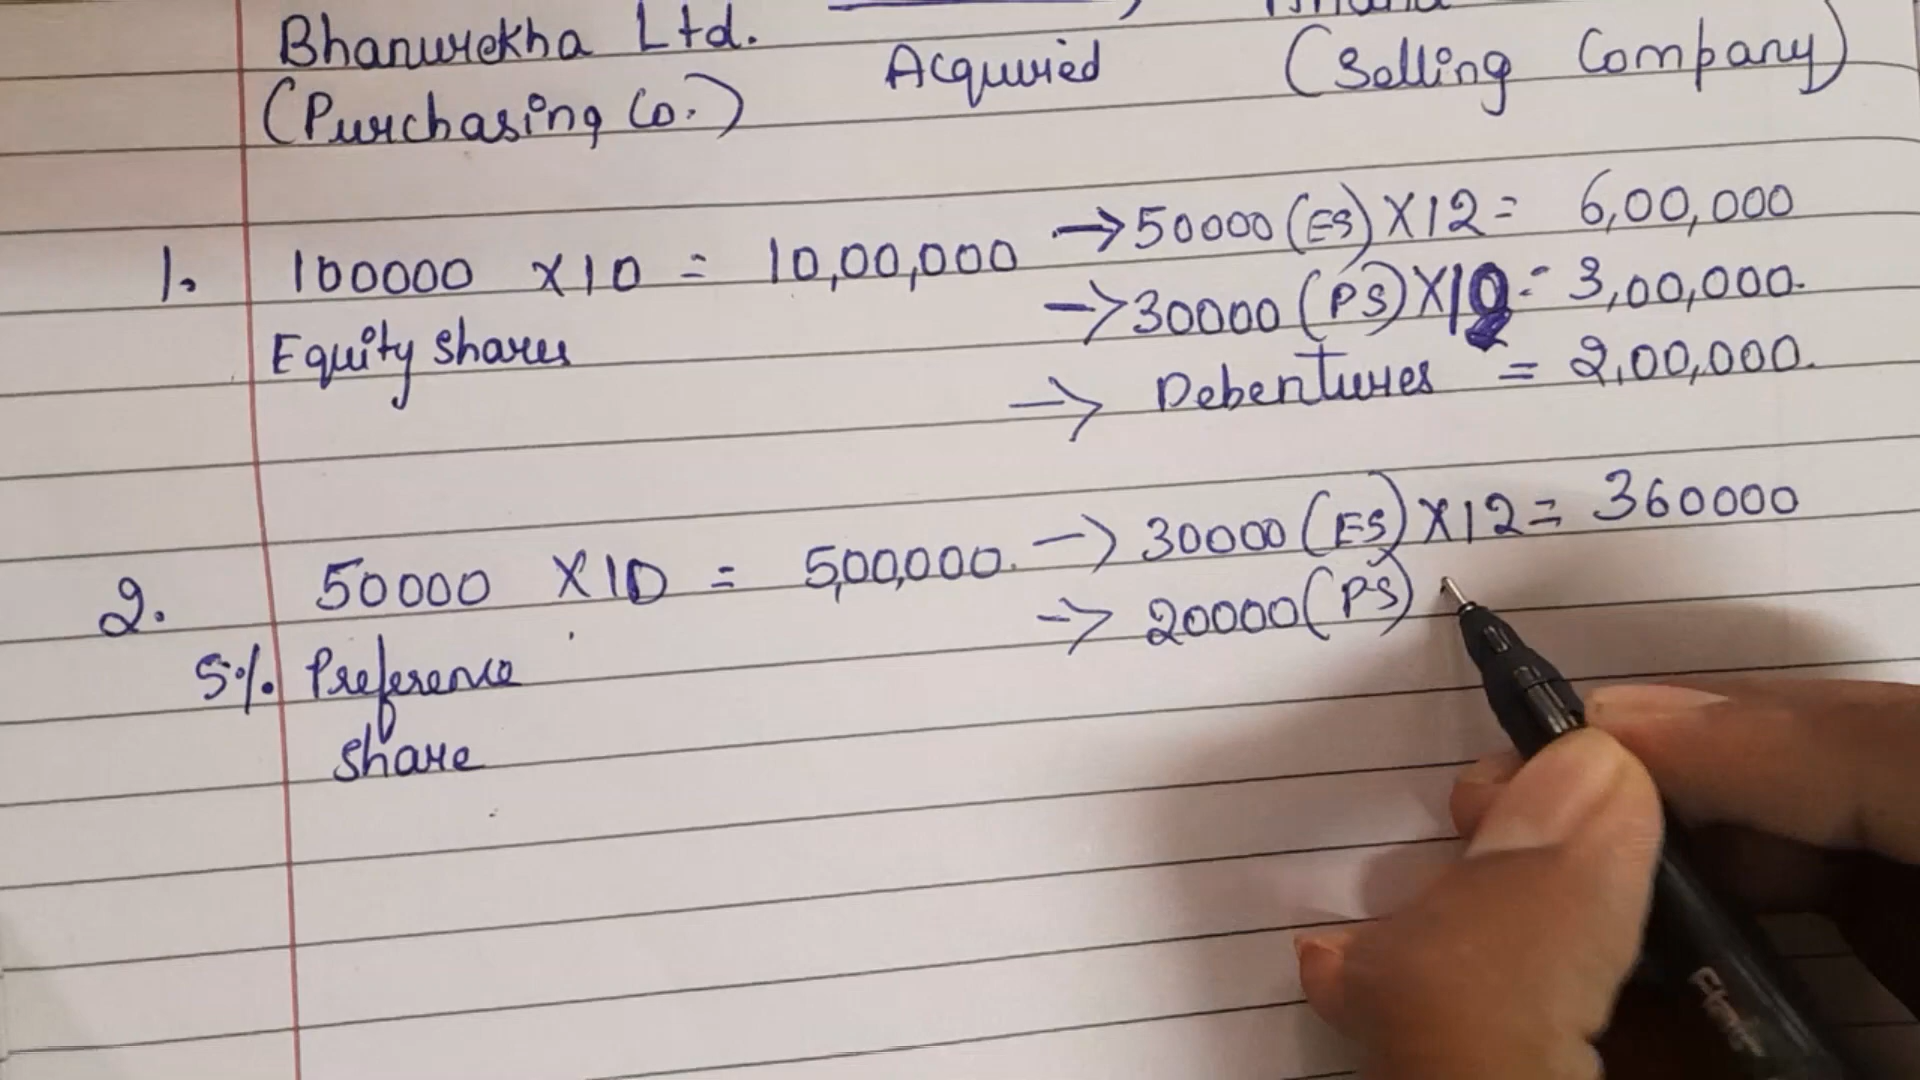 Bhanurekha Ltd.
(Purchasing Co.)
Acquuried
(Selling Company)
1. 100000 X10 = 10,00,000
Equity shares
→ 50000 (ES) X12 = 6,00,000
→ 30000 (PS) X10 = 3,00,000.
→ Debentures = 2,00,000.
2. 50000 X10 = 5,00,000.
5% Preference
share
→ 30000 (ES) X12 = 360000
→ 20000 (PS)